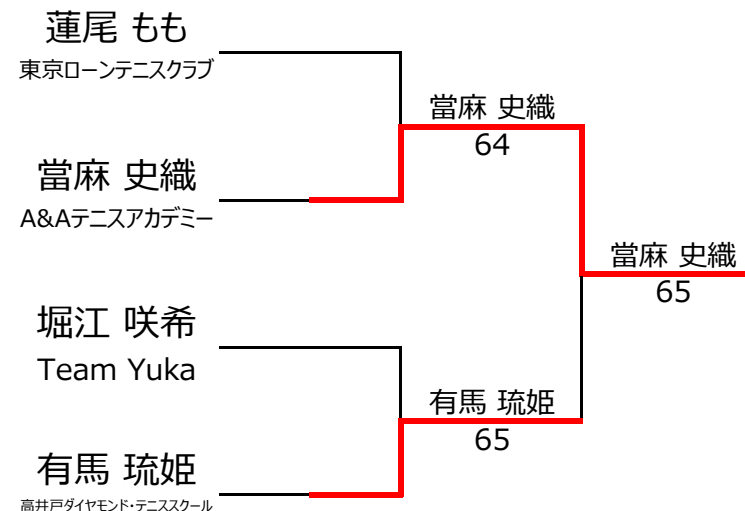 蓮尾 もも
東京ローンテニスクラブ
當麻 史織
64
當麻 史織
A&Aテニスアカデミー
當麻 史織
65
堀江 咲希
Team Yuka
有馬 琉姫
65
有馬 琉姫
高井戸ダイヤモンド・テニススクール